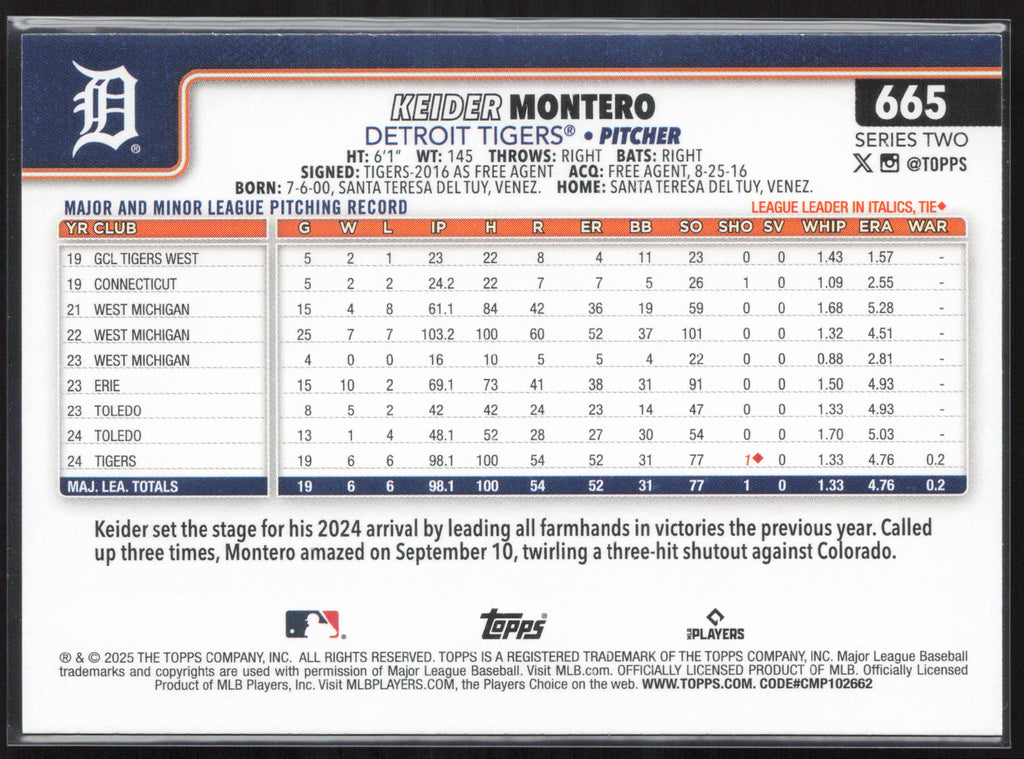 D®
KEIDER MONTERO
665
DETROIT TIGERS® • PITCHER
SERIES TWO
HT: 6'1" WT: 145 THROWS: RIGHT BATS: RIGHT
@TOPPS
SIGNED: TIGERS-2016 AS FREE AGENT ACQ: FREE AGENT, 8-25-16
BORN: 7-6-00, SANTA TERESA DEL TUY, VENEZ. HOME: SANTA TERESA DEL TUY, VENEZ.
MAJOR AND MINOR LEAGUE PITCHING RECORD LEAGUE LEADER IN ITALICS, TIE◆
YR CLUB G W L IP H R ER BB SO SHO SV WHIP ERA WAR
19 GCL TIGERS WEST 5 2 1 23 22 8 4 11 23 0 0 1.43 1.57 -
19 CONNECTICUT 5 2 2 24.2 22 7 7 5 26 1 0 1.09 2.55 -
21 WEST MICHIGAN 15 4 8 61.1 84 42 36 19 59 0 0 1.68 5.28 -
22 WEST MICHIGAN 25 7 7 103.2 100 60 52 37 101 0 0 1.32 4.51 -
23 WEST MICHIGAN 4 0 0 16 10 5 5 4 22 0 0 0.88 2.81 -
23 ERIE 15 10 2 69.1 73 41 38 31 91 0 0 1.50 4.93 -
23 TOLEDO 8 5 2 42 42 24 23 14 47 0 0 1.33 4.93 -
24 TOLEDO 13 1 4 48.1 52 28 27 30 54 0 0 1.70 5.03 -
24 TIGERS 19 6 6 98.1 100 54 52 31 77 1◆ 0 1.33 4.76 0.2
MAJ. LEA. TOTALS 19 6 6 98.1 100 54 52 31 77 1 0 1.33 4.76 0.2
Keider set the stage for his 2024 arrival by leading all farmhands in victories the previous year. Called
up three times, Montero amazed on September 10, twirling a three-hit shutout against Colorado.
Topps®
MLB PLAYERS
® & © 2025 THE TOPPS COMPANY, INC. ALL RIGHTS RESERVED. TOPPS IS A REGISTERED TRADEMARK OF THE TOPPS COMPANY, INC. Major League Baseball
trademarks and copyrights are used with permission of Major League Baseball. Visit MLB.com. OFFICIALLY LICENSED PRODUCT OF MLB. Officially Licensed
Product of MLB Players, Inc. Visit MLBPLAYERS.COM, the Players Choice on the web. WWW.TOPPS.COM. CODE#CMP102662